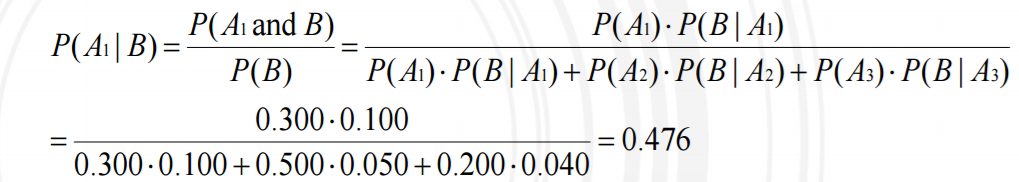 P(A₁ | B) = P(A₁ and B) / P(B) = P(A₁) · P(B | A₁) / P(A₁) · P(B | A₁) + P(A₂) · P(B | A₂) + P(A₃) · P(B | A₃)
= 0.300 · 0.100 / 0.300 · 0.100 + 0.500 · 0.050 + 0.200 · 0.040 = 0.476